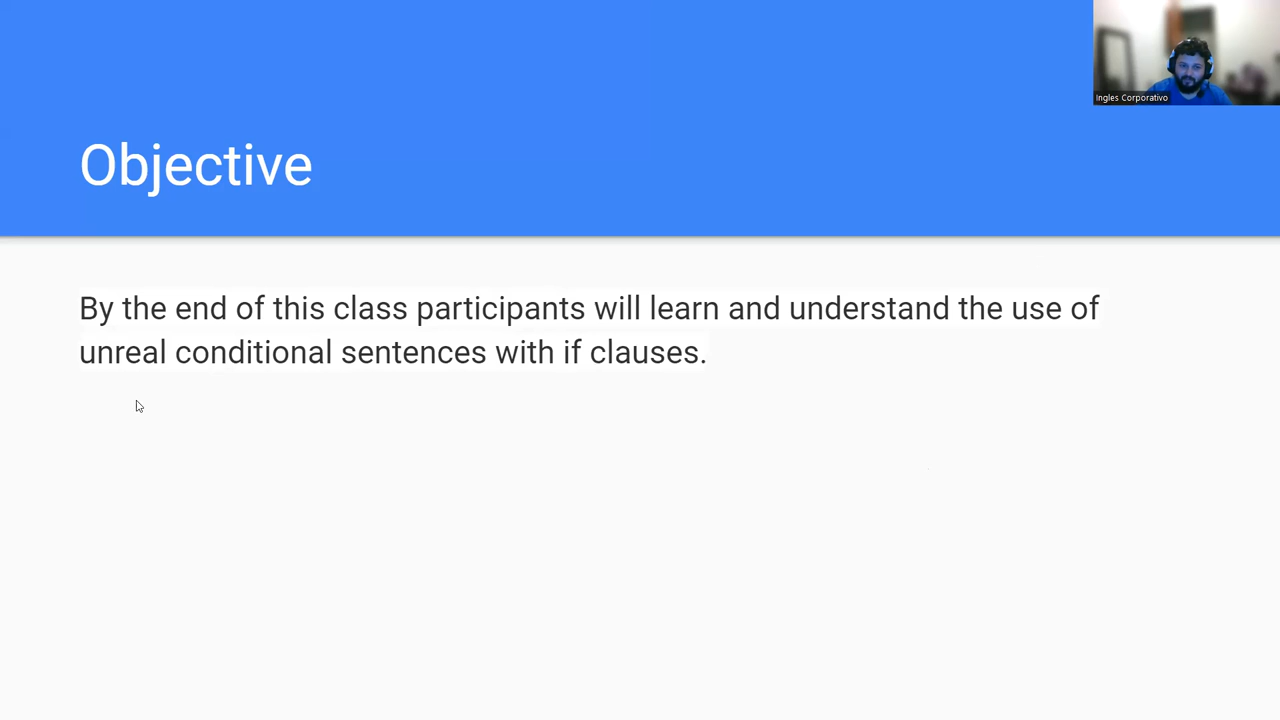 Ingles Corporativo
Objective
By the end of this class participants will learn and understand the use of
unreal conditional sentences with if clauses.